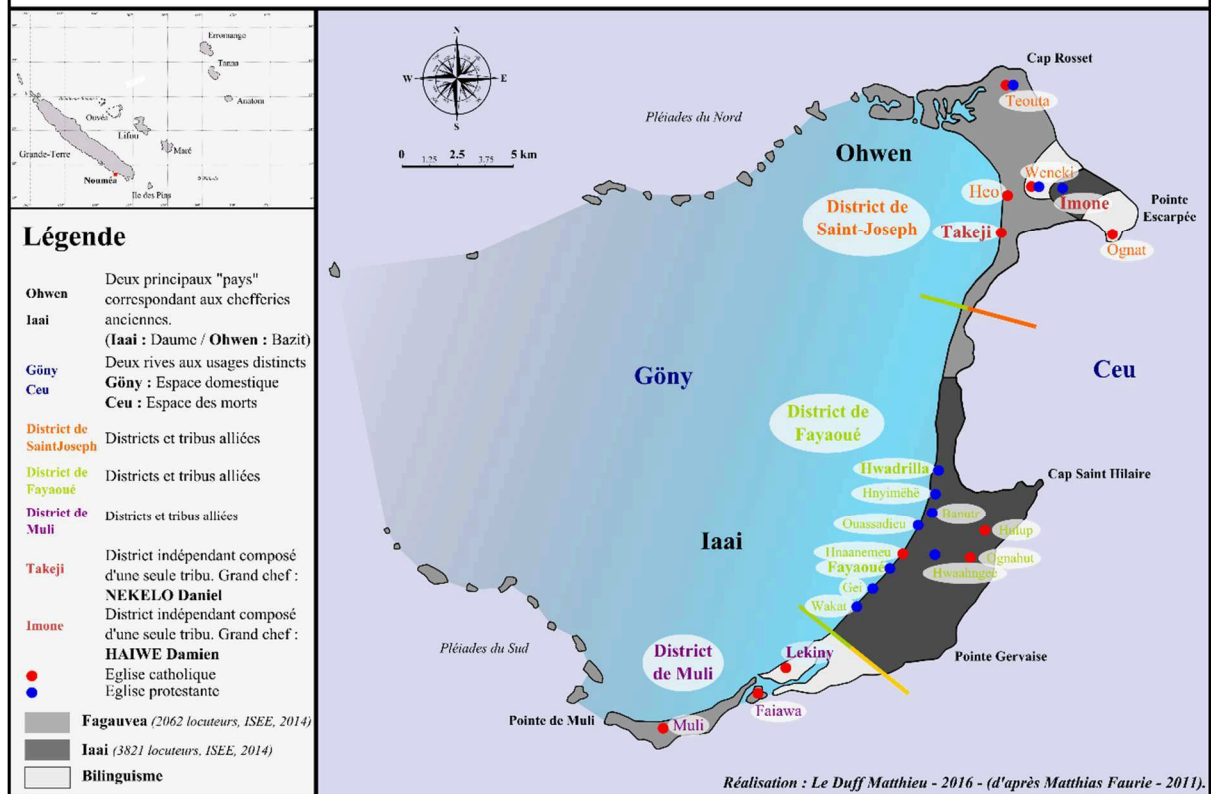 Erromango
Tanna
Anatom
Ouvéa
Lifou
Grande-Terre
Maré
Nouméa
Ile des Pins
Légende
Ohwen
Iaai
Deux principaux "pays"
correspondant aux chefferies
anciennes.
(Iaai : Daume / Ohwen : Bazit)
Göny
Ceu
Deux rives aux usages distincts
Göny : Espace domestique
Ceu : Espace des morts
District de
SaintJoseph
Districts et tribus alliées
District de
Fayaoué
Districts et tribus alliées
District de
Muli
Districts et tribus alliées
Takeji
District indépendant composé
d'une seule tribu. Grand chef :
NEKELO Daniel
Imone
District indépendant composé
d'une seule tribu. Grand chef :
HAIWE Damien
Eglise catholique
Eglise protestante
Fagauvea (2062 locuteurs, ISEE, 2014)
Iaai (3821 locuteurs, ISEE, 2014)
Bilinguisme
N
W
E
S
0 1.25 2.5 3.75 5 km
Cap Rosset
Teouta
Pléiades du Nord
Ohwen
Weneki
Heo
Imone
Pointe
Escarpée
District de
Saint-Joseph
Takeji
Ognat
Göny
Ceu
District de
Fayaoué
Hwadrilla
Cap Saint Hilaire
Hnyimëhë
Banutr
Ouassadieu
Hulup
Iaai
Hnaanemeu
Ognahut
Fayaoué
Hwaahngec
Gei
Wakat
Pléiades du Sud
District
de Muli
Lekiny
Pointe Gervaise
Faiawa
Pointe de Muli
Muli
Réalisation : Le Duff Matthieu - 2016 - (d'après Matthias Faurie - 2011).